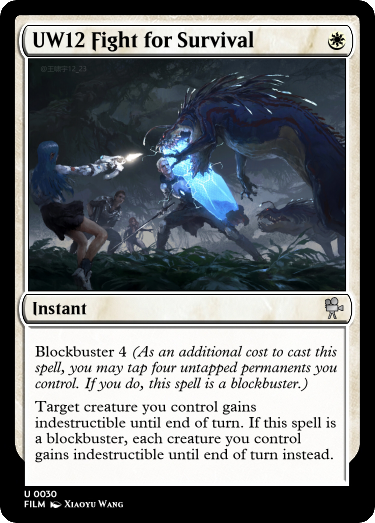 UW12 Fight for Survival
Instant
Blockbuster 4 (As an additional cost to cast this
spell, you may tap four untapped permanents you
control. If you do, this spell is a blockbuster.)
Target creature you control gains
indestructible until end of turn. If this spell is
a blockbuster, each creature you control
gains indestructible until end of turn instead.
U 0030
FILM XIAOYU WANG